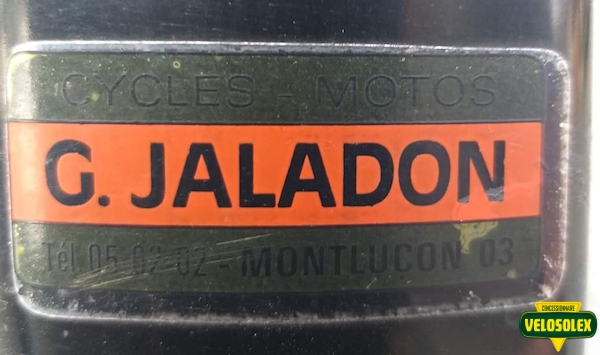 CYCLES - MOTOS
G. JALADON
Tél 05-02-02 - MONTLUCON 03
CONCESSIONNAIRE
VELOSOLEX